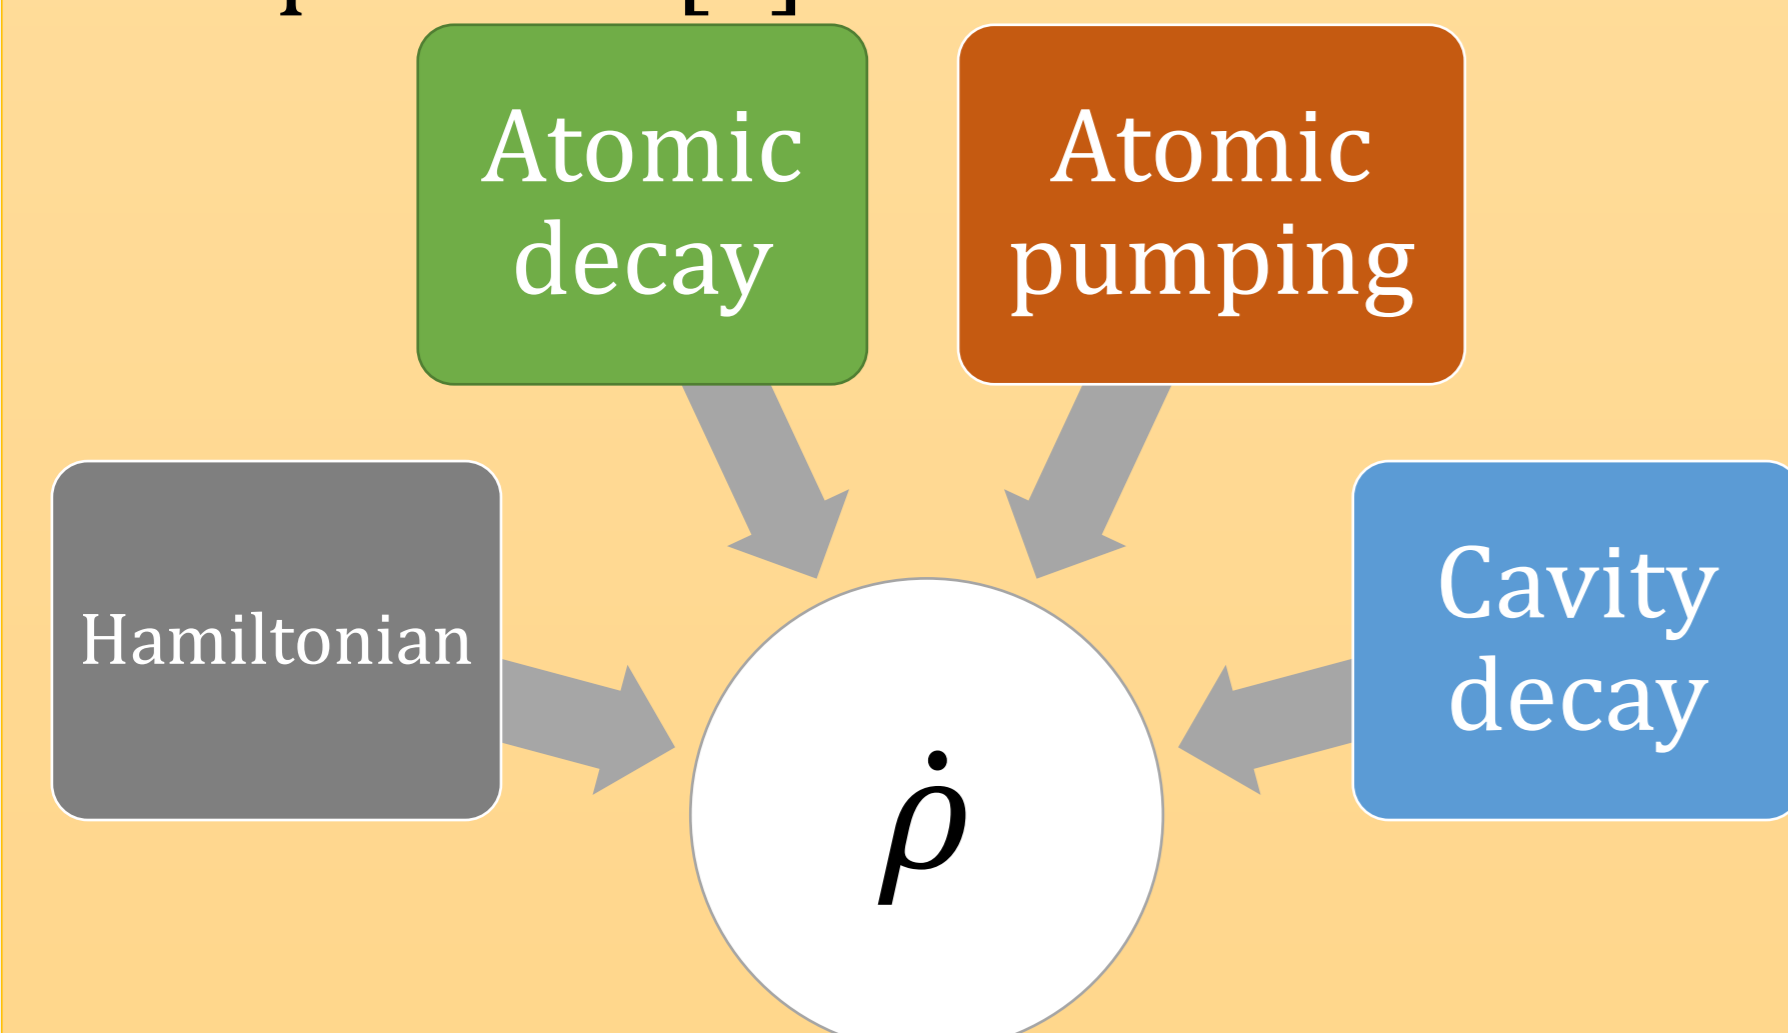 Atomic
decay
Atomic
pumping
Hamiltonian
Cavity
decay
ρ̇